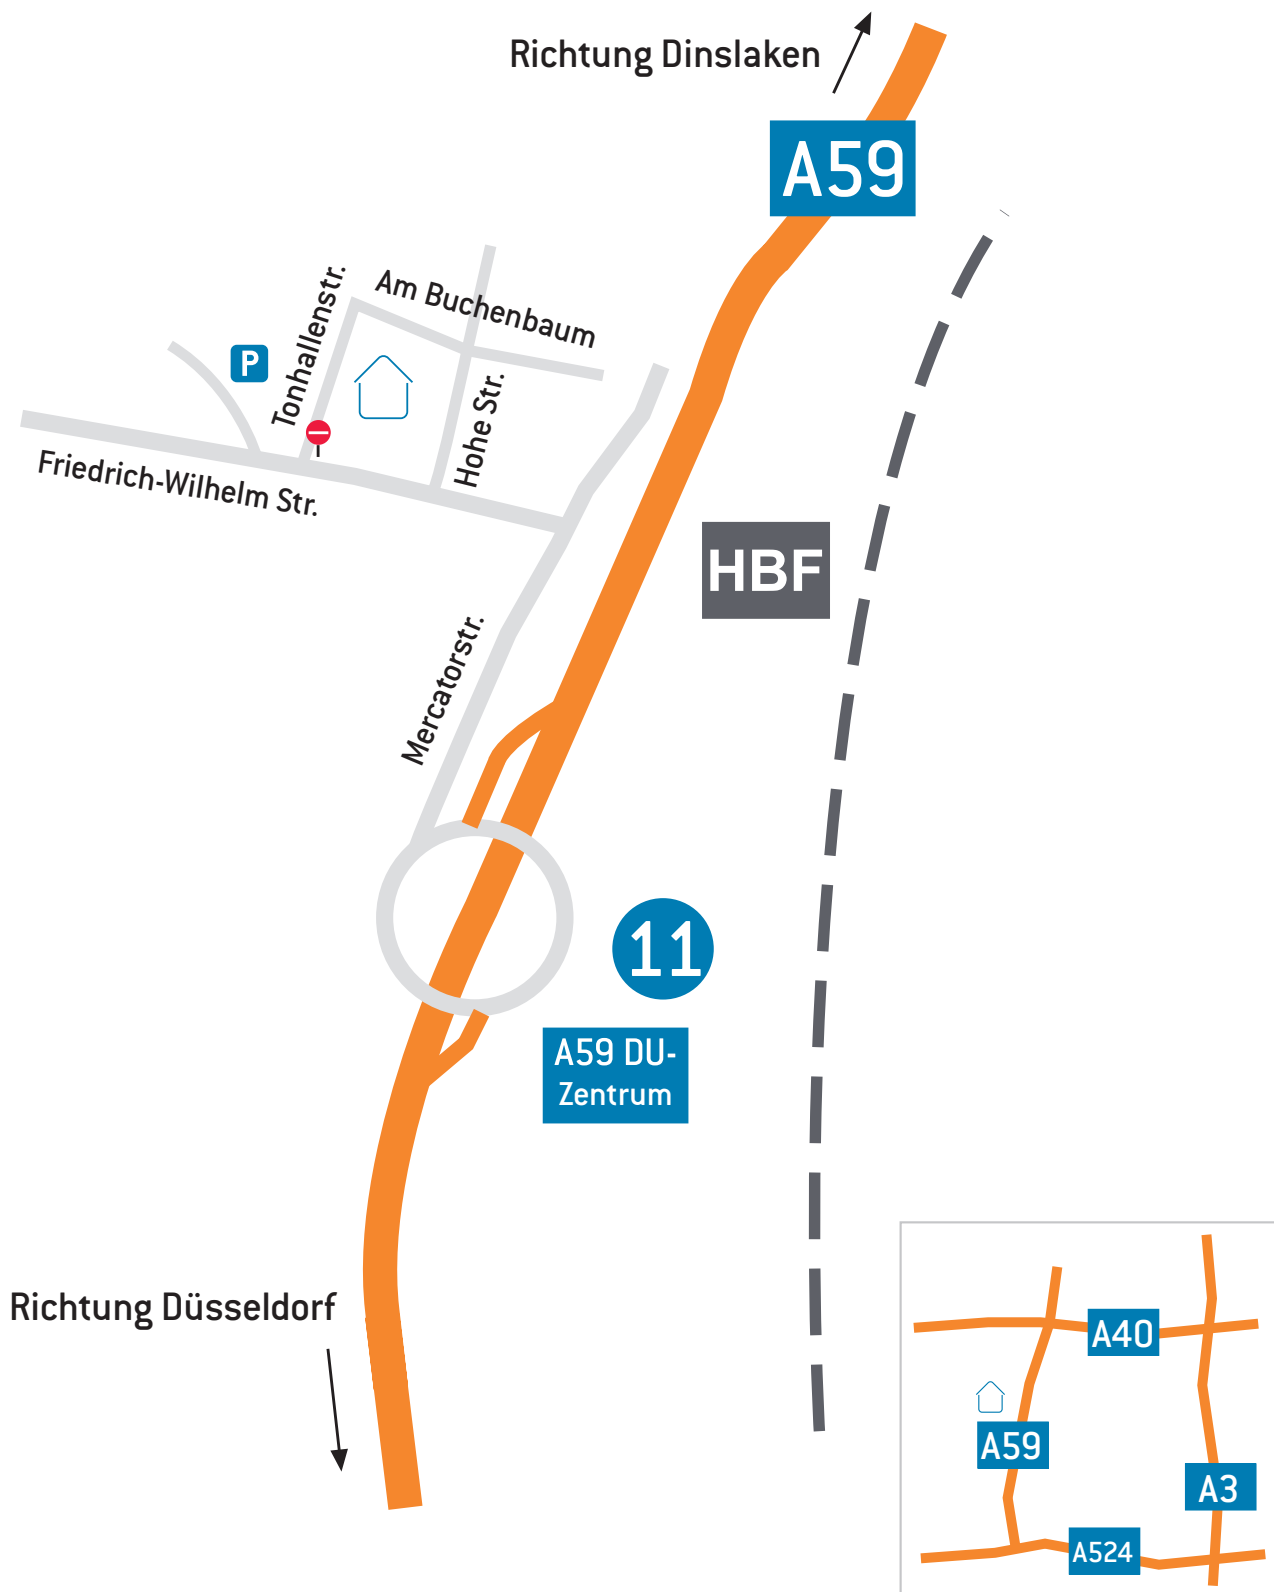 Richtung Dinslaken
A59
Am Buchenbaum
Tonhallenstr.
P
Hohe Str.
Friedrich-Wilhelm Str.
HBF
Mercatorstr.
11
A59 DU-
Zentrum
Richtung Düsseldorf
A40
A59
A3
A524